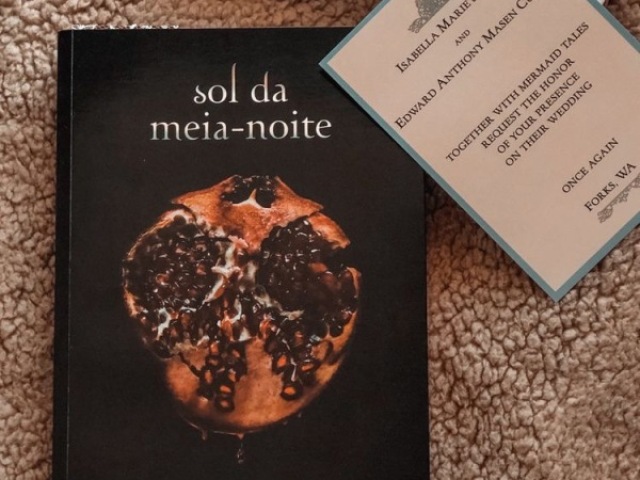 sol da
meia-noite
ISABELLA MARIE
AND
EDWARD ANTHONY MASEN
TOGETHER WITH MERMAID TALES
REQUEST THE HONOR
OF YOUR PRESENCE
ON THEIR WEDDING
ONCE AGAIN
FORKS, WA